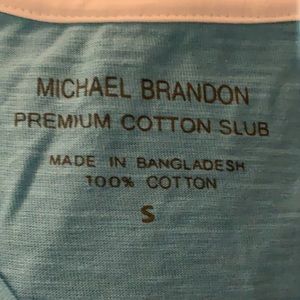 MICHAEL BRANDON
PREMIUM COTTON SLUB
MADE IN BANGLADESH
100% COTTON
S